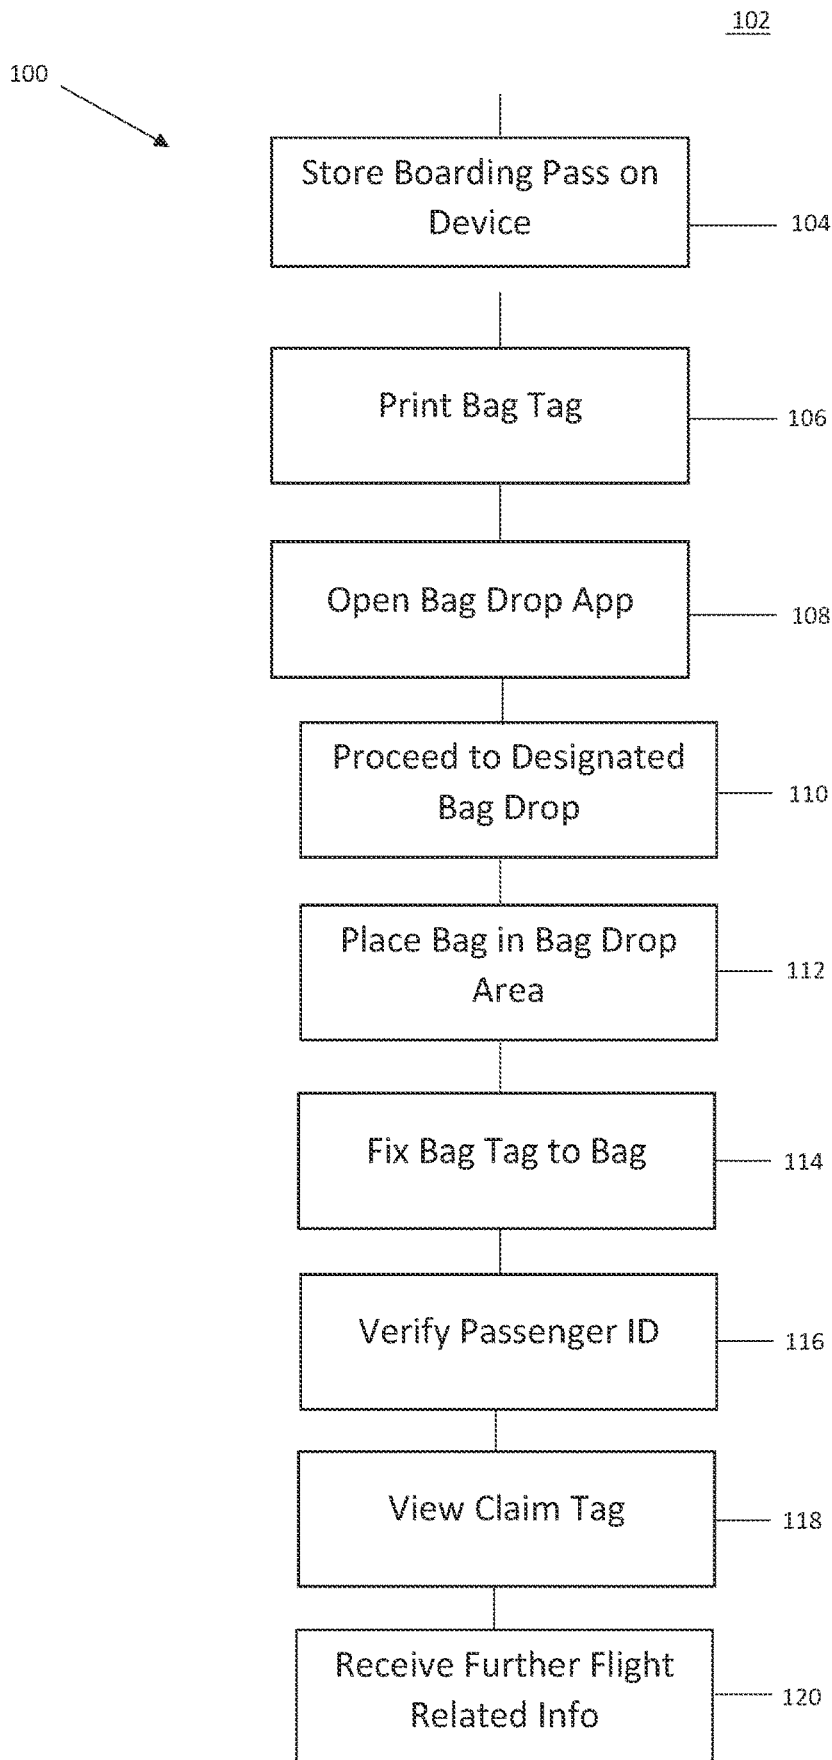 102
100
Store Boarding Pass on
Device
104
Print Bag Tag
106
Open Bag Drop App
108
Proceed to Designated
Bag Drop
110
Place Bag in Bag Drop
Area
112
Fix Bag Tag to Bag
114
Verify Passenger ID
116
View Claim Tag
118
Receive Further Flight
Related Info
120